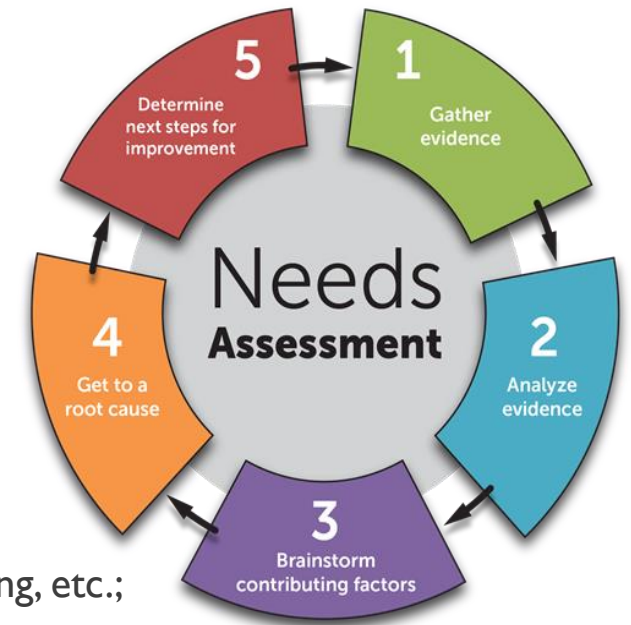 Needs
Assessment
1
Gather
evidence
2
Analyze
evidence
3
Brainstorm
contributing factors
4
Get to a
root cause
5
Determine
next steps for
improvement
ng, etc.;